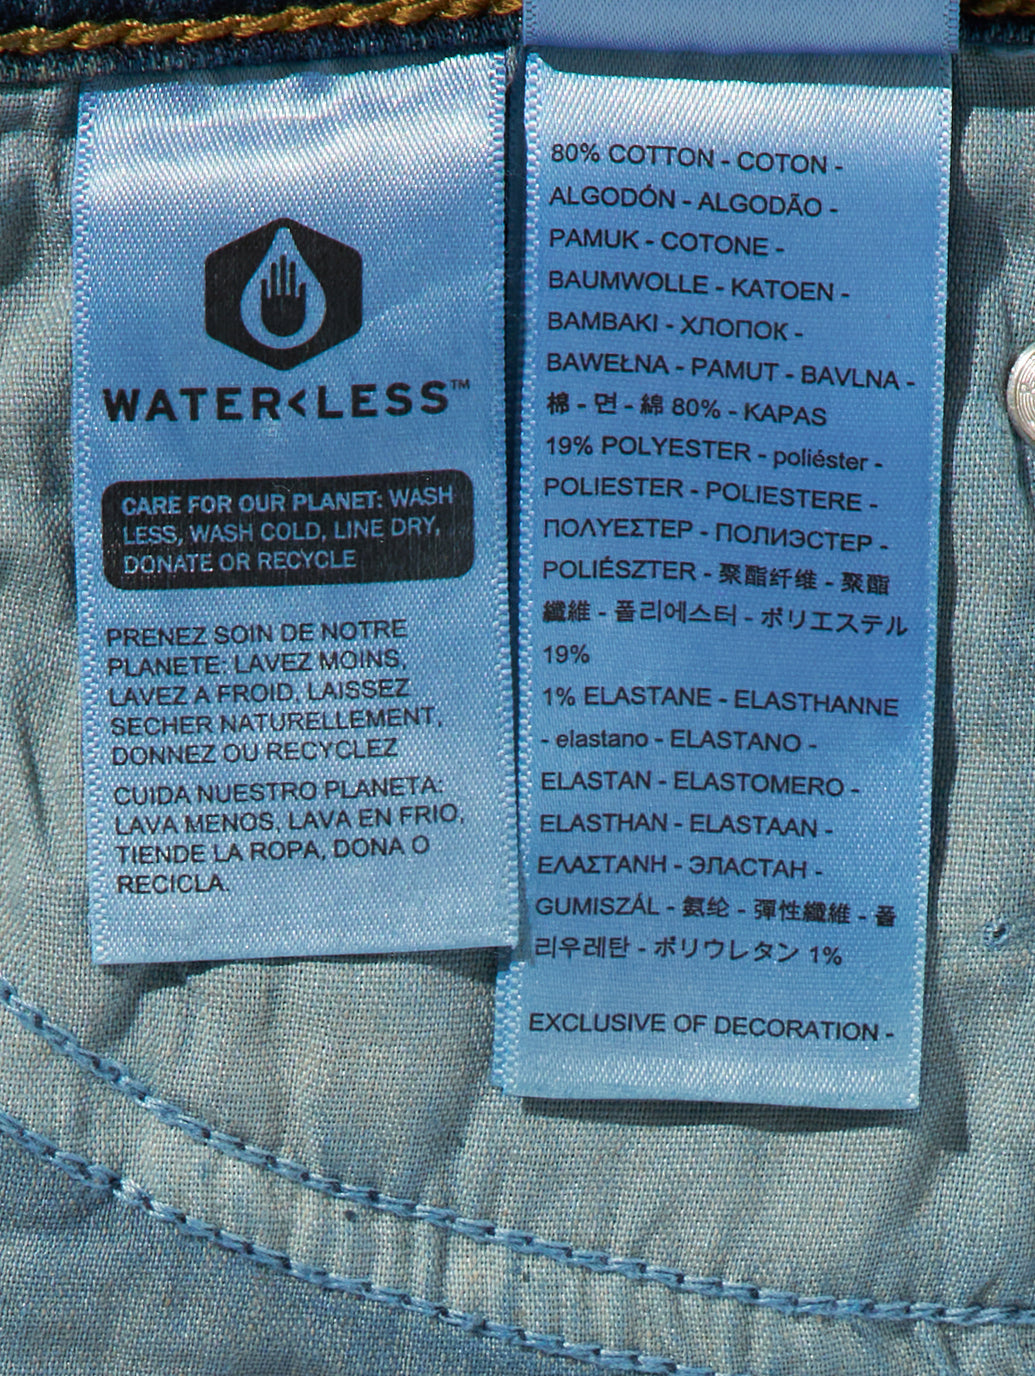 WATER<LESS™
CARE FOR OUR PLANET: WASH
LESS, WASH COLD, LINE DRY,
DONATE OR RECYCLE
PRENEZ SOIN DE NOTRE
PLANETE: LAVEZ MOINS,
LAVEZ A FROID, LAISSEZ
SECHER NATURELLEMENT,
DONNEZ OU RECYCLEZ
CUIDA NUESTRO PLANETA:
LAVA MENOS, LAVA EN FRIO,
TIENDE LA ROPA, DONA O
RECICLA.
80% COTTON - COTON -
ALGODÓN - ALGODÃO -
PAMUK - COTONE -
BAUMWOLLE - KATOEN -
BAMBAKI - ХЛОПОК -
BAWEŁNA - PAMUT - BAVLNA -
棉 - 면 - 綿 80% - KAPAS
19% POLYESTER - poliéster -
POLIESTER - POLIESTERE -
ΠΟΛΥΕΣΤΕΡ - ПОЛИЭСТЕР -
POLIÉSZTER - 聚酯纤维 - 聚酯
纖維 - 폴리에스터 - ポリエステル
19%
1% ELASTANE - ELASTHANNE
- elastano - ELASTANO -
ELASTAN - ELASTOMERO -
ELASTHAN - ELASTAAN -
ΕΛΑΣΤΑΝΗ - ЭЛАСТАН -
GUMISZÁL - 氨纶 - 彈性纖維 - 폴
리우레탄 - ポリウレタン 1%
EXCLUSIVE OF DECORATION -